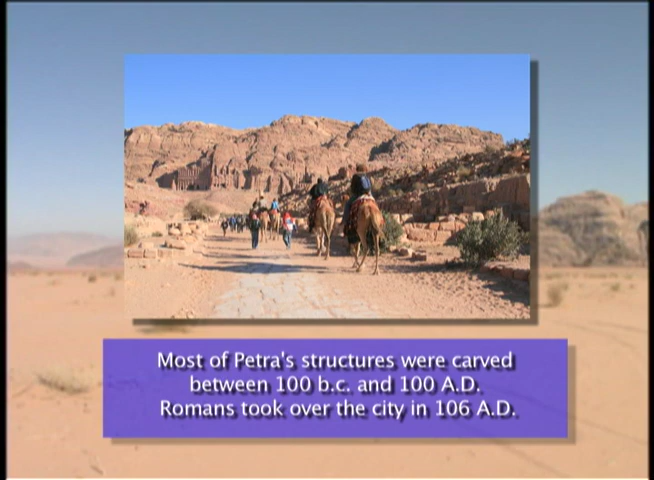 Most of Petra's structures were carved
between 100 b.c. and 100 A.D.
Romans took over the city in 106 A.D.